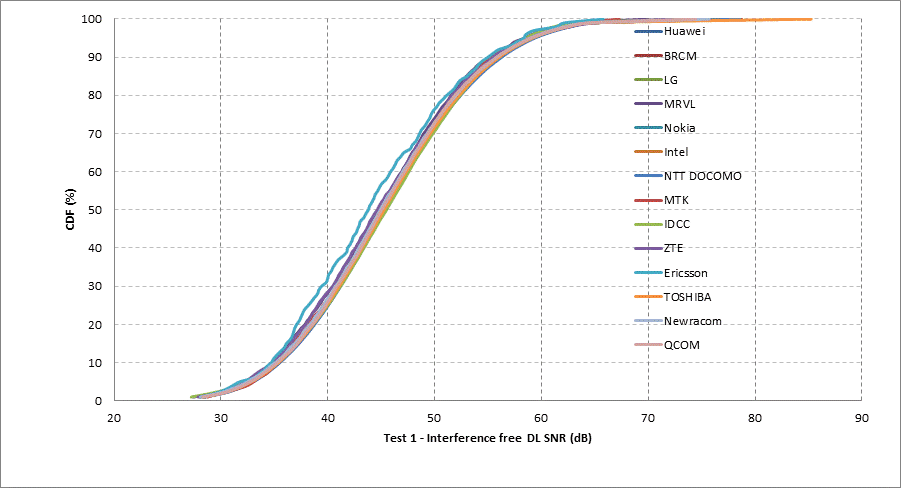 100
90
80
70
60
50
40
30
20
10
0
CDF (%)
20 30 40 50 60 70 80 90
Test 1 - Interference free DL SNR (dB)
Huawei
BRCM
LG
MRVL
Nokia
Intel
NTT DOCOMO
MTK
IDCC
ZTE
Ericsson
TOSHIBA
Newracom
QCOM